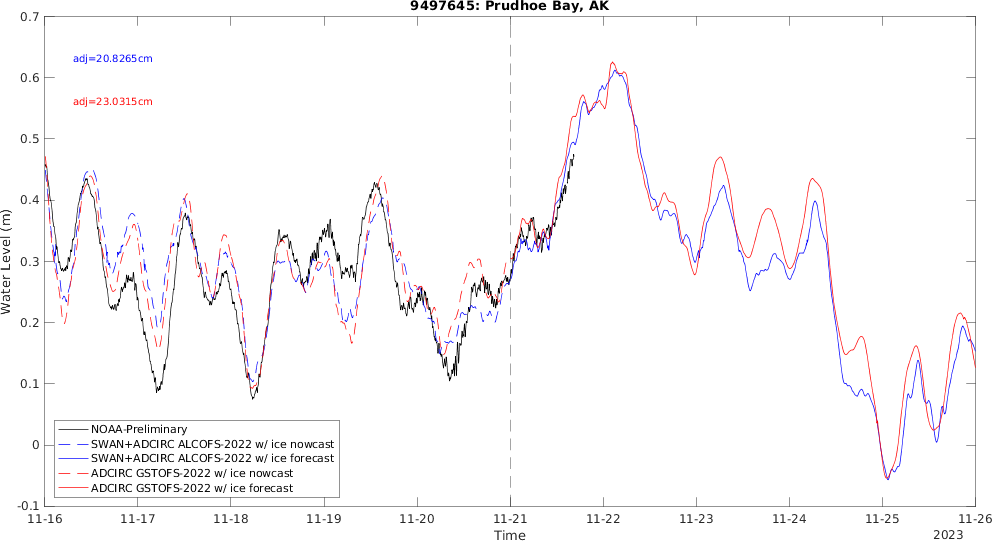 9497645: Prudhoe Bay, AK
0.7
0.6
0.5
0.4
0.3
0.2
0.1
0
-0.1
Water Level (m)
adj=20.8265cm
adj=23.0315cm
NOAA-Preliminary
SWAN+ADCIRC ALCOFS-2022 w/ ice nowcast
SWAN+ADCIRC ALCOFS-2022 w/ ice forecast
ADCIRC GSTOFS-2022 w/ ice nowcast
ADCIRC GSTOFS-2022 w/ ice forecast
11-16 11-17 11-18 11-19 11-20 11-21 11-22 11-23 11-24 11-25 11-26
Time
2023